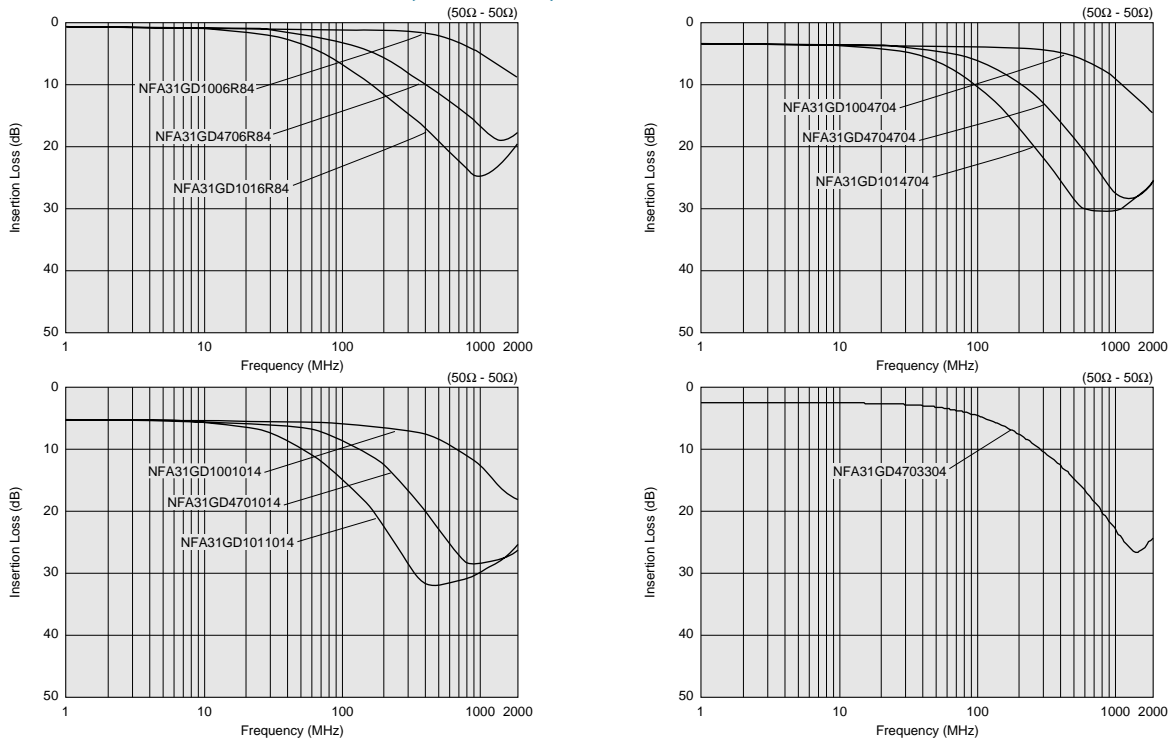 (50Ω - 50Ω)
0
10
20
30
40
50
Insertion Loss (dB)
NFA31GD1006R84
NFA31GD4706R84
NFA31GD1016R84
1
10
100
1000
2000
Frequency (MHz)
(50Ω - 50Ω)
0
10
20
30
40
50
Insertion Loss (dB)
NFA31GD1004704
NFA31GD4704704
NFA31GD1014704
1
10
100
1000
2000
Frequency (MHz)
(50Ω - 50Ω)
0
10
20
30
40
50
Insertion Loss (dB)
NFA31GD1001014
NFA31GD4701014
NFA31GD1011014
1
10
100
1000
2000
Frequency (MHz)
(50Ω - 50Ω)
0
10
20
30
40
50
Insertion Loss (dB)
NFA31GD4703304
1
10
100
1000
2000
Frequency (MHz)